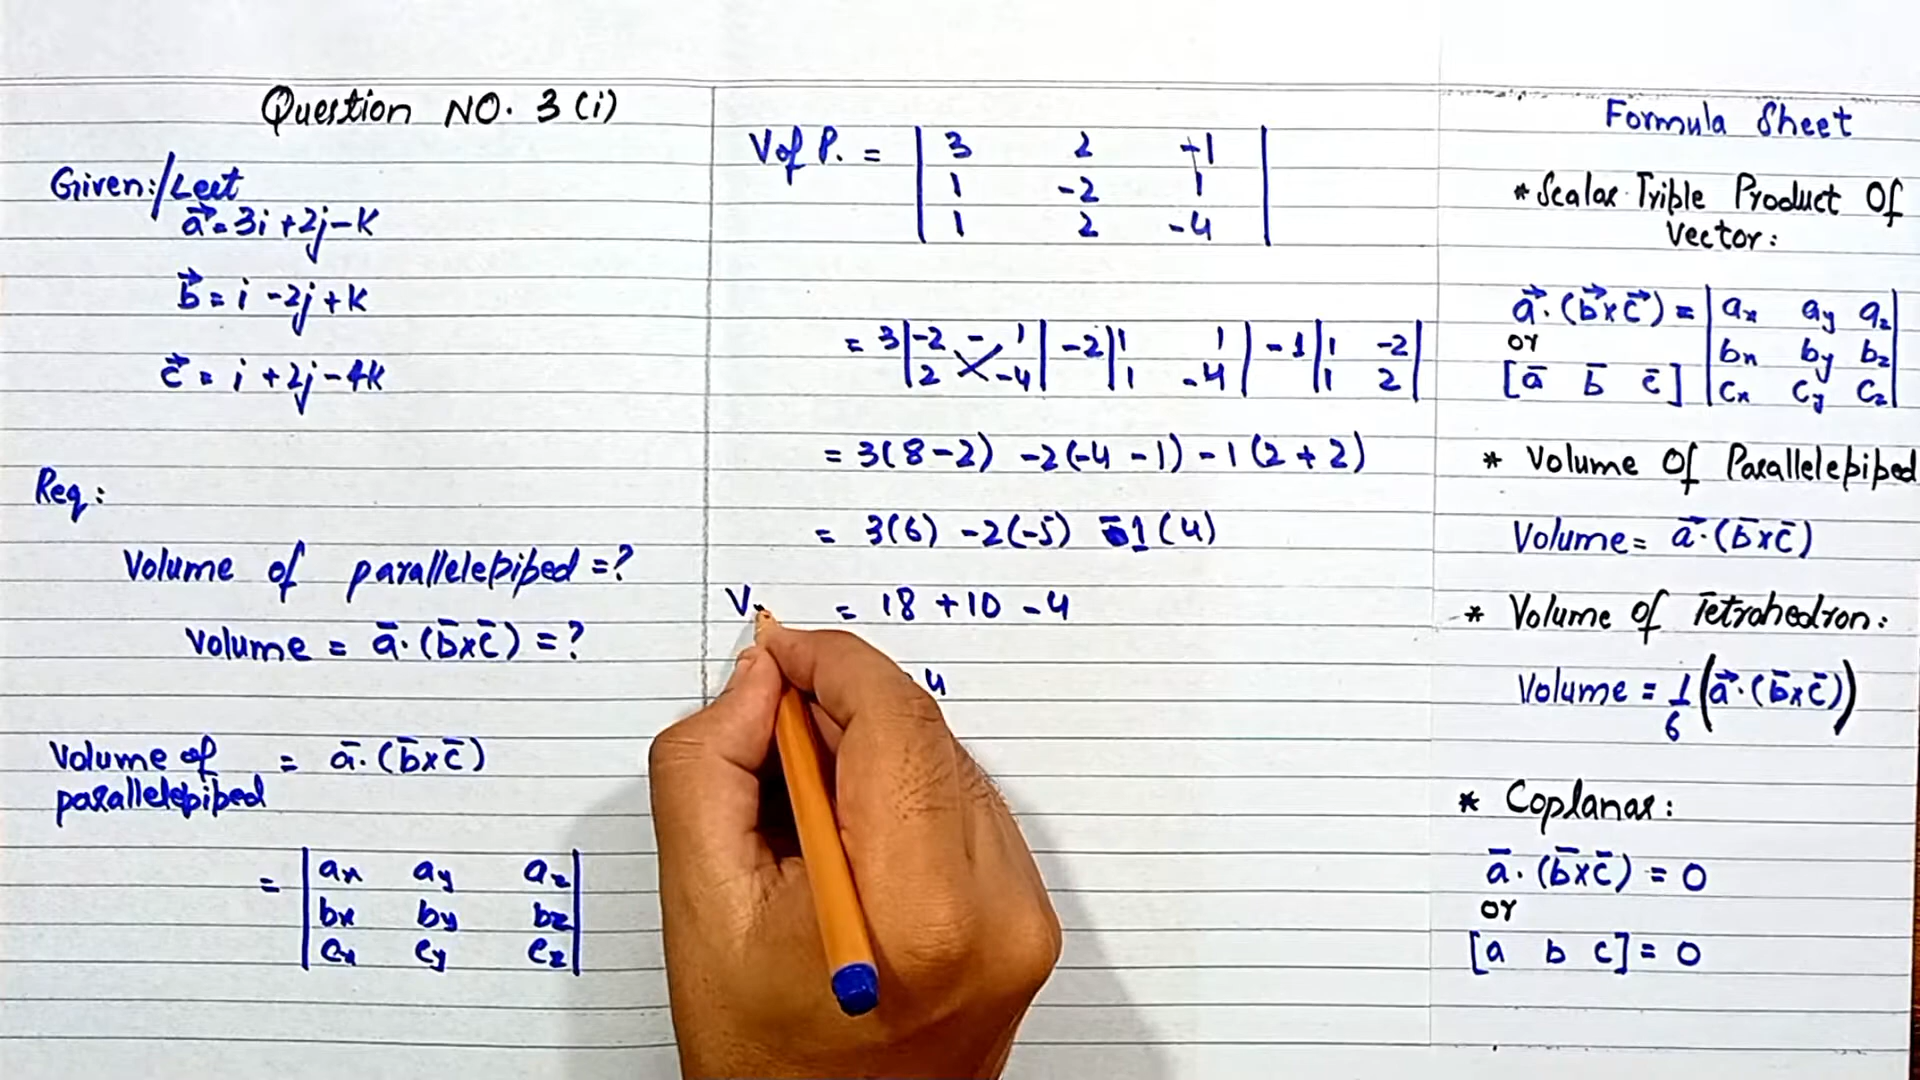 Question NO. 3 (i)
Given:/Leet
a⃗ = 3i + 2j - k
b⃗ = i - 2j + k
c⃗ = i + 2j - 4k
Req:
Volume of parallelepiped = ?
Volume = a̅ . (b̅ x c̅) = ?
Volume of = a̅ . (b̅ x c̅)
parallelepiped
= | ax ay az |
| bx by bz |
| cx cy cz |
V of P. = | 3 2 +1 |
| 1 -2 1 |
| 1 2 -4 |
= 3 | -2 - 1 | -2 | 1 1 | -1 | 1 -2 |
| 2 -4 | | 1 -4 | | 1 2 |
= 3(8-2) -2(-4-1) -1(2+2)
= 3(6) -2(-5) -1(4)
V = 18 + 10 - 4
4
Formula Sheet
* Scalar Triple Product Of
Vector:
a⃗ . (b⃗ x c⃗) = | ax ay az |
or | bx by bz |
[a̅ b̅ c̅] | cx cy cz |
* Volume Of Parallelepiped
Volume = a⃗ . (b̅ x c̅)
* Volume of Tetrahedron:
Volume = 1/6 (a⃗ . (b̅ x c̅))
* Coplanar:
a̅ . (b̅ x c̅) = 0
or
[a b c] = 0